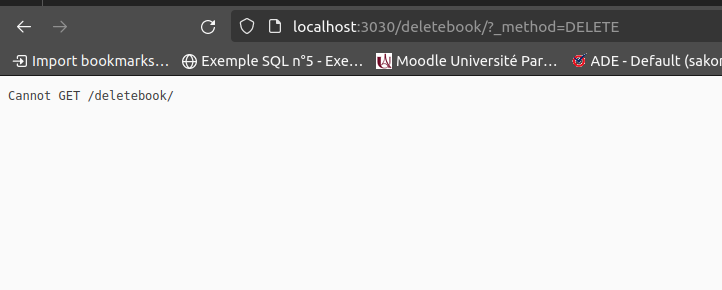 localhost:3030/deletebook/?_method=DELETE
Import bookmarks… Exemple SQL n°5 - Exe… Moodle Université Par… ADE - Default (sakor
Cannot GET /deletebook/